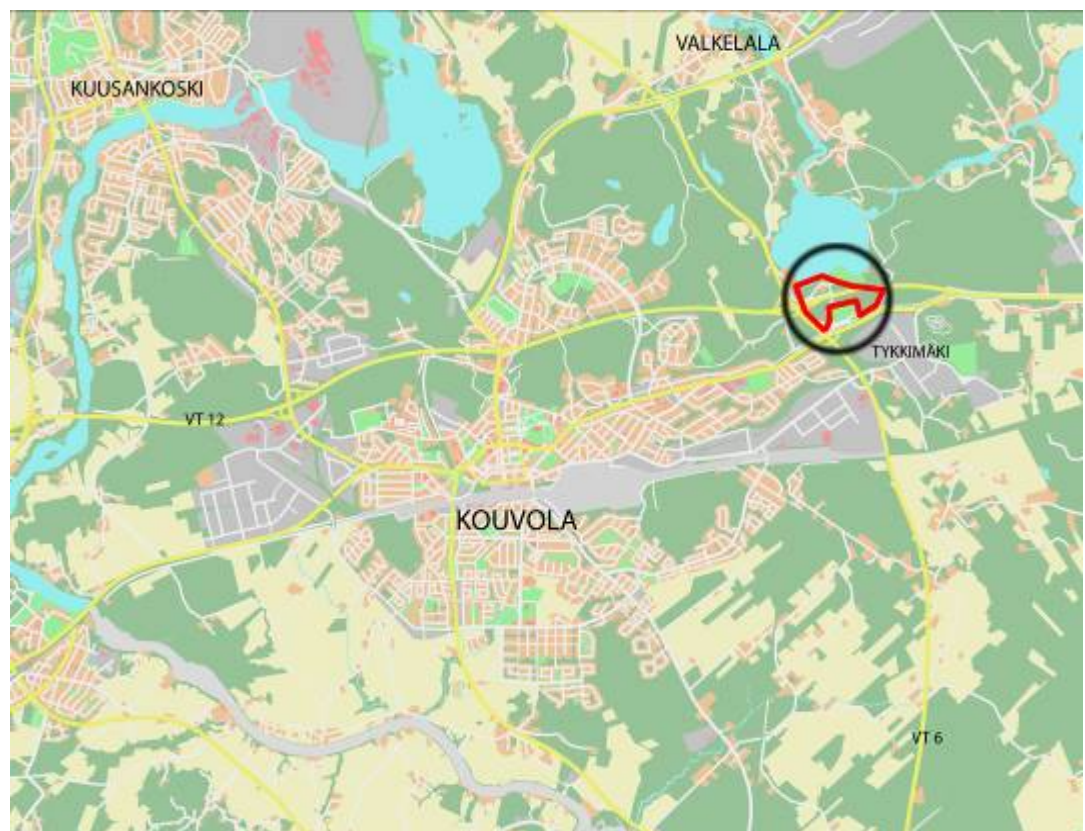 VALKELALA
KUUSANKOSKI
TYKKIMÄKI
VT 12
KOUVOLA
VT 6